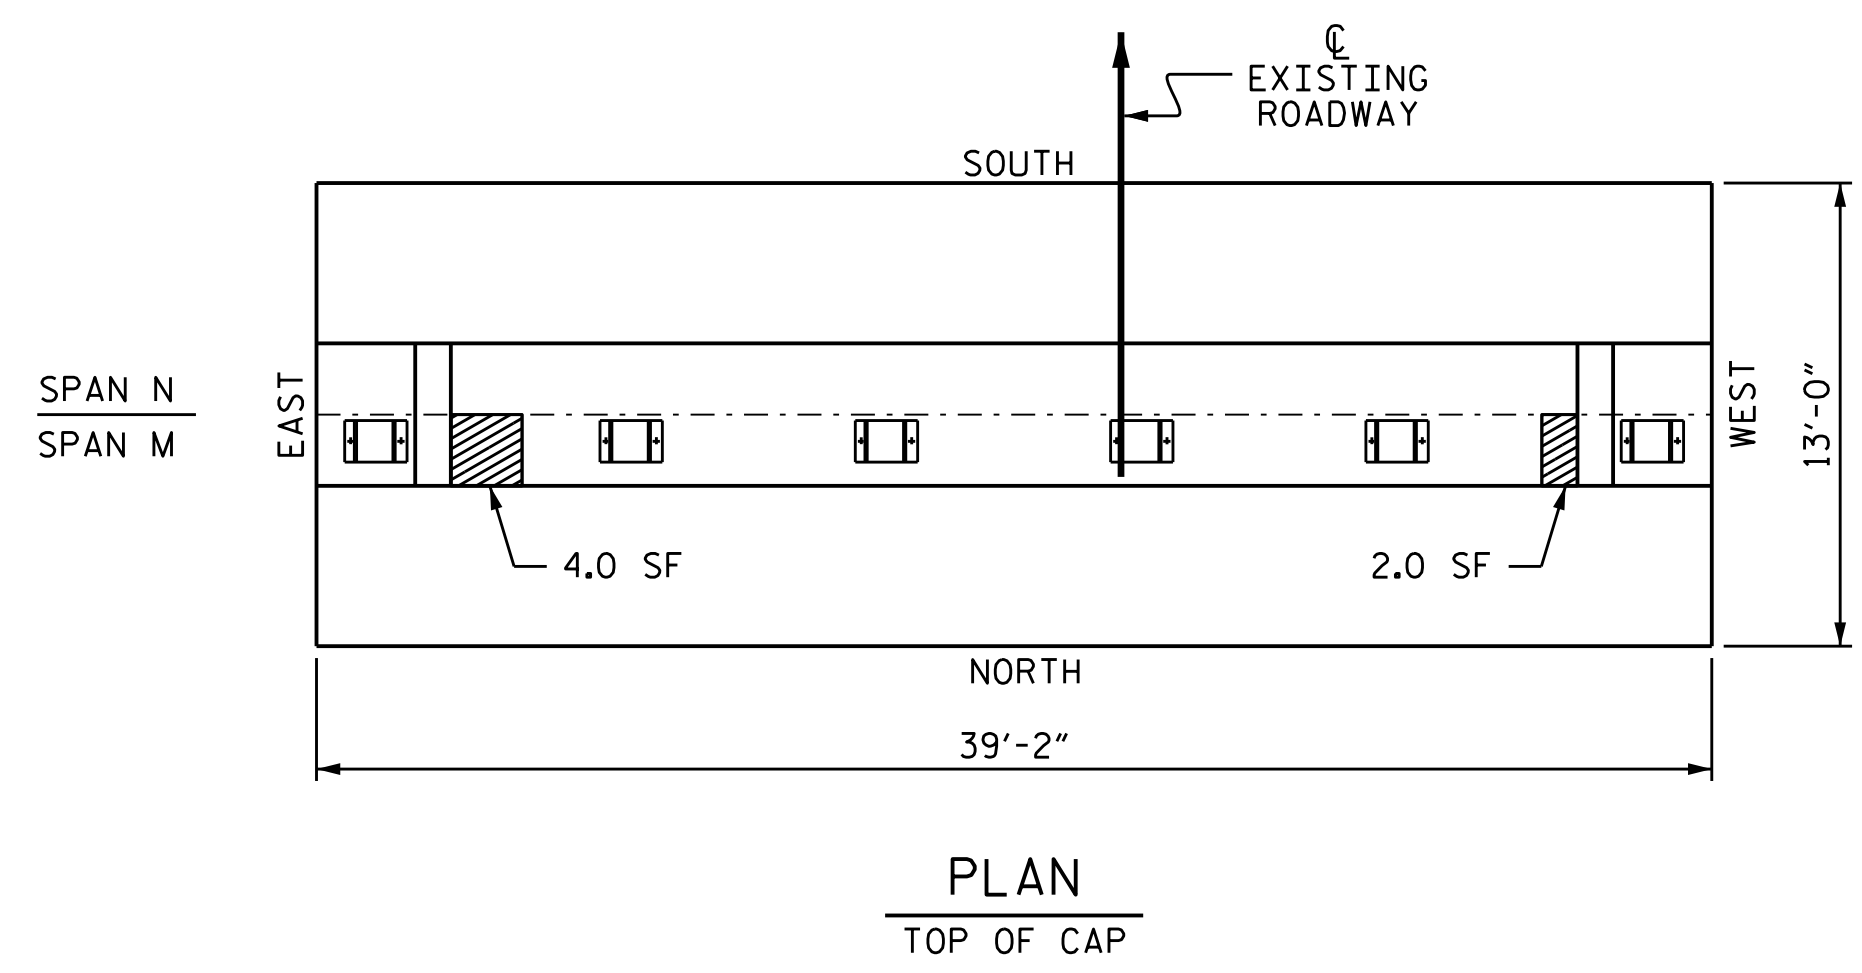 ℄
EXISTING
ROADWAY
SOUTH
SPAN N
SPAN M
EAST
WEST
13'-0"
4.0 SF
2.0 SF
NORTH
39'-2"
PLAN
TOP OF CAP